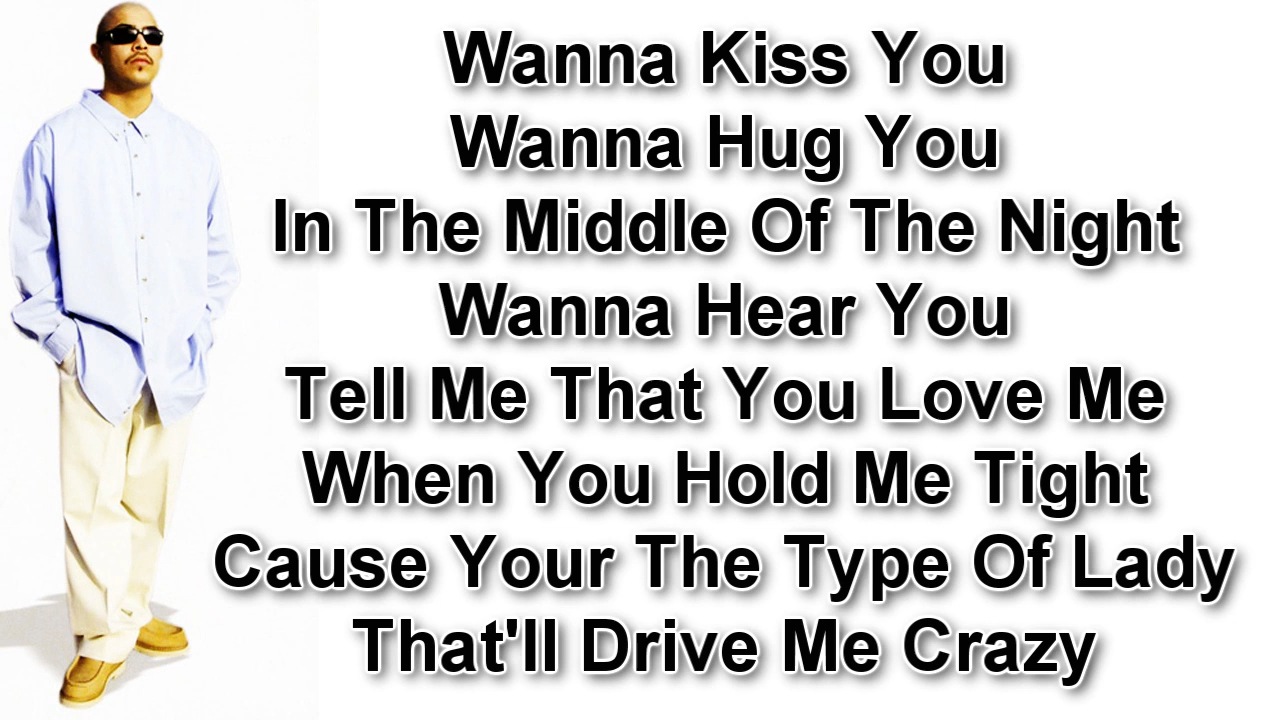 Wanna Kiss You
Wanna Hug You
In The Middle Of The Night
Wanna Hear You
Tell Me That You Love Me
When You Hold Me Tight
Cause Your The Type Of Lady
That'll Drive Me Crazy